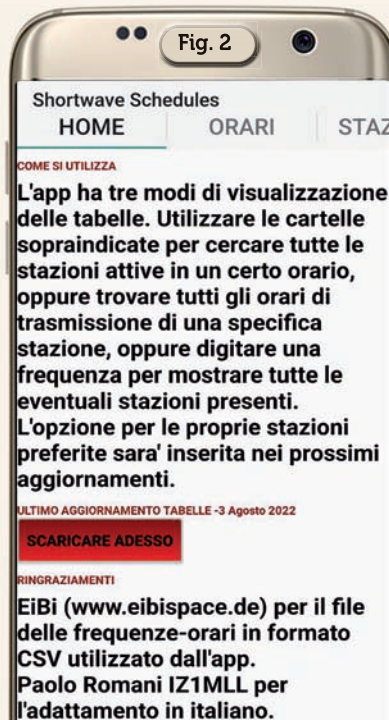 Fig. 2
Shortwave Schedules
HOME ORARI STAZ
COME SI UTILIZZA
L'app ha tre modi di visualizzazione
delle tabelle. Utilizzare le cartelle
sopraindicate per cercare tutte le
stazioni attive in un certo orario,
oppure trovare tutti gli orari di
trasmissione di una specifica
stazione, oppure digitare una
frequenza per mostrare tutte le
eventuali stazioni presenti.
L'opzione per le proprie stazioni
preferite sara' inserita nei prossimi
aggiornamenti.
ULTIMO AGGIORNAMENTO TABELLE -3 Agosto 2022
SCARICARE ADESSO
RINGRAZIAMENTI
EiBi (www.eibispace.de) per il file
delle frequenze-orari in formato
CSV utilizzato dall'app.
Paolo Romani IZ1MLL per
l'adattamento in italiano.